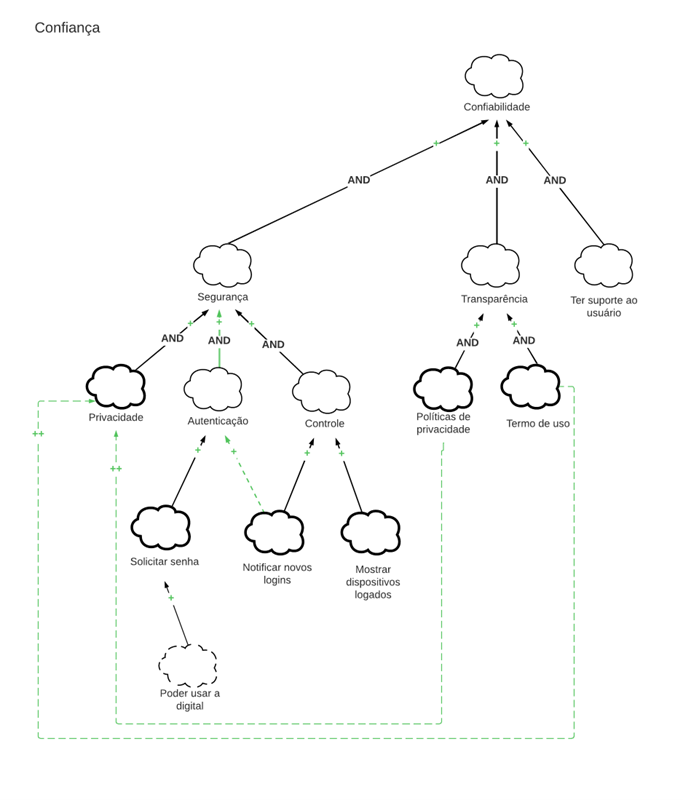 Confiança
Confiabilidade
+ + +
AND AND AND
Segurança
Transparência
Ter suporte ao
usuário
+ + +
AND AND AND
+ +
AND AND
Privacidade
Autenticação
Controle
Políticas de
privacidade
Termo de uso
++
++
+ + + +
Solicitar senha
Notificar novos
logins
Mostrar
dispositivos
logados
+
Poder usar a
digital